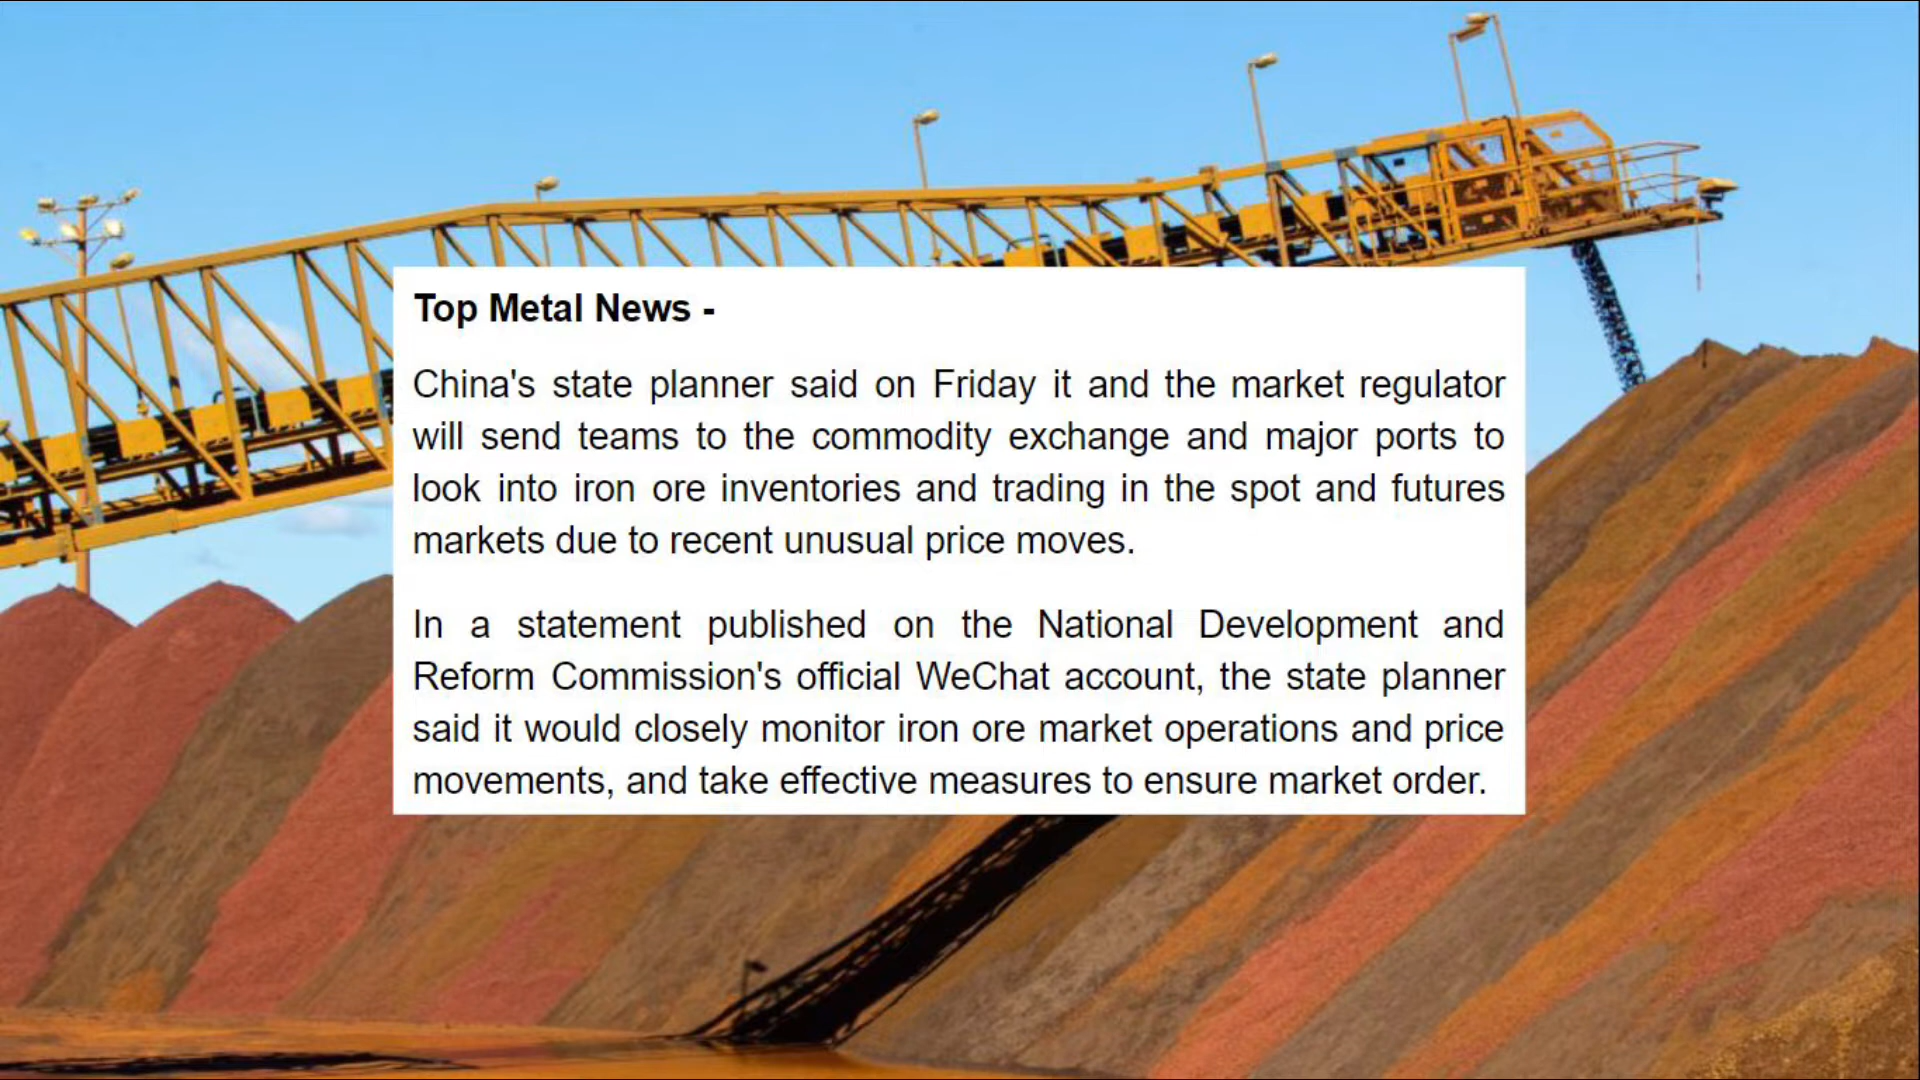 Top Metal News -
China's state planner said on Friday it and the market regulator
will send teams to the commodity exchange and major ports to
look into iron ore inventories and trading in the spot and futures
markets due to recent unusual price moves.
In a statement published on the National Development and
Reform Commission's official WeChat account, the state planner
said it would closely monitor iron ore market operations and price
movements, and take effective measures to ensure market order.